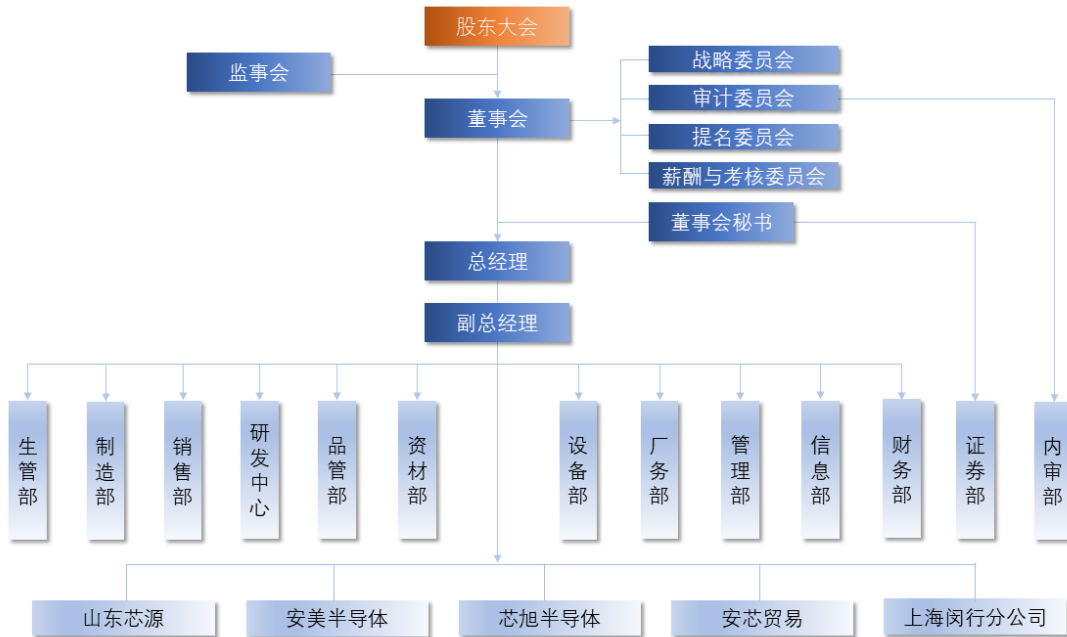 股东大会
监事会
战略委员会
审计委员会
董事会
提名委员会
薪酬与考核委员会
董事会秘书
总经理
副总经理
生管部
制造部
销售部
研发中心
品管部
资材部
设备部
厂务部
管理部
信息部
财务部
证券部
内审部
山东芯源
安美半导体
芯旭半导体
安芯贸易
上海闵行分公司